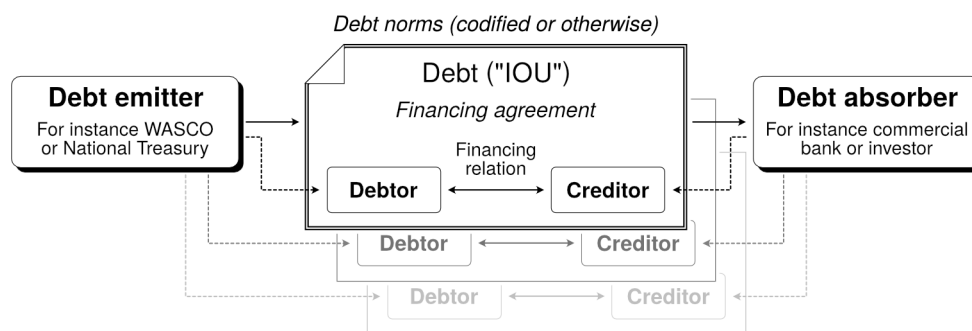 Debt norms (codified or otherwise)
Debt ("IOU")
Financing agreement
Debt emitter
For instance WASCO
or National Treasury
Debt absorber
For instance commercial
bank or investor
Financing
relation
Debtor
Creditor
Debtor
Creditor
Debtor
Creditor